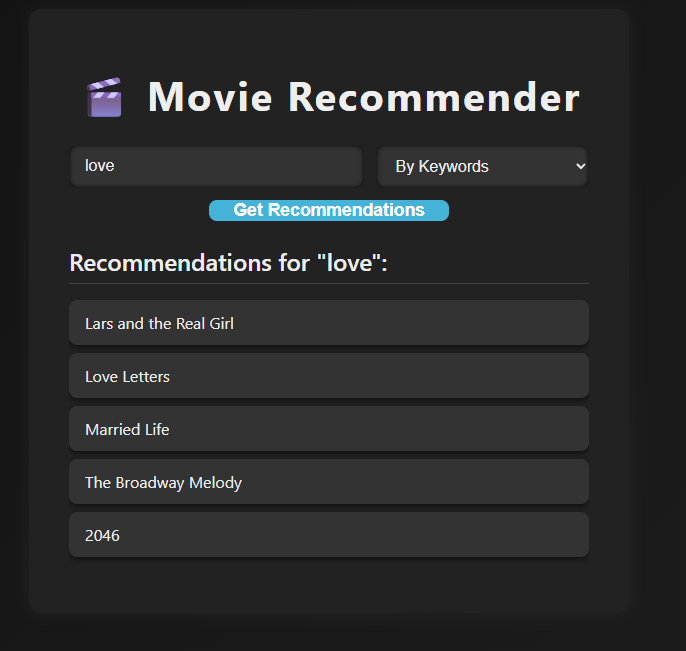 Movie Recommender
love
By Keywords
Get Recommendations
Recommendations for "love":
Lars and the Real Girl
Love Letters
Married Life
The Broadway Melody
2046